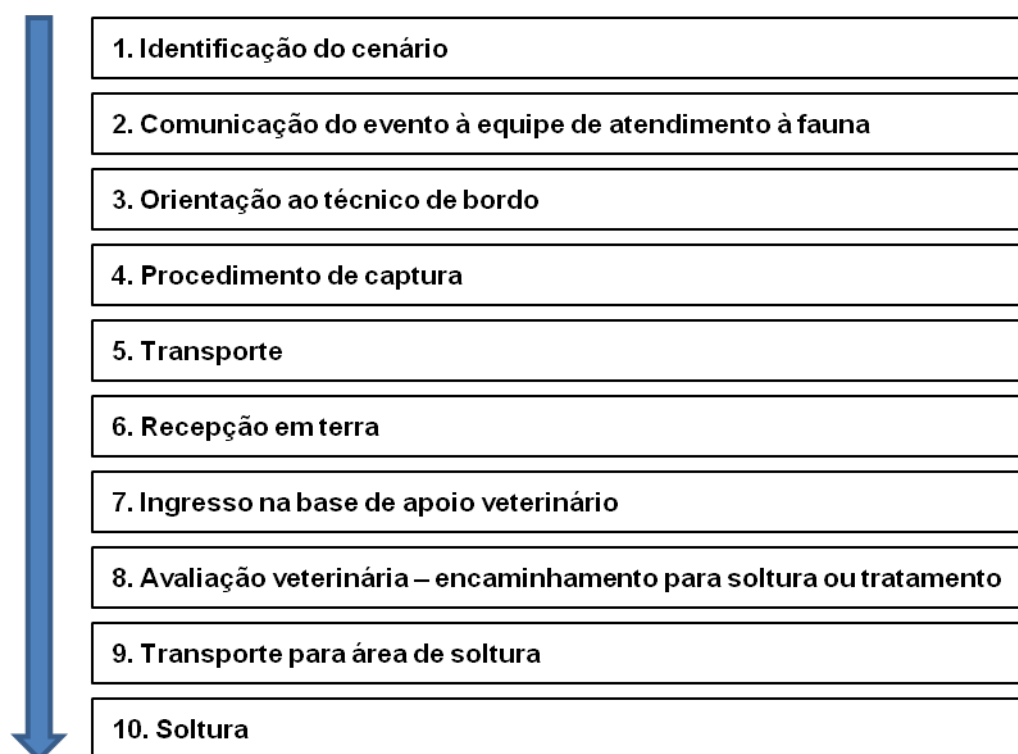 1. Identificação do cenário
2. Comunicação do evento à equipe de atendimento à fauna
3. Orientação ao técnico de bordo
4. Procedimento de captura
5. Transporte
6. Recepção em terra
7. Ingresso na base de apoio veterinário
8. Avaliação veterinária – encaminhamento para soltura ou tratamento
9. Transporte para área de soltura
10. Soltura